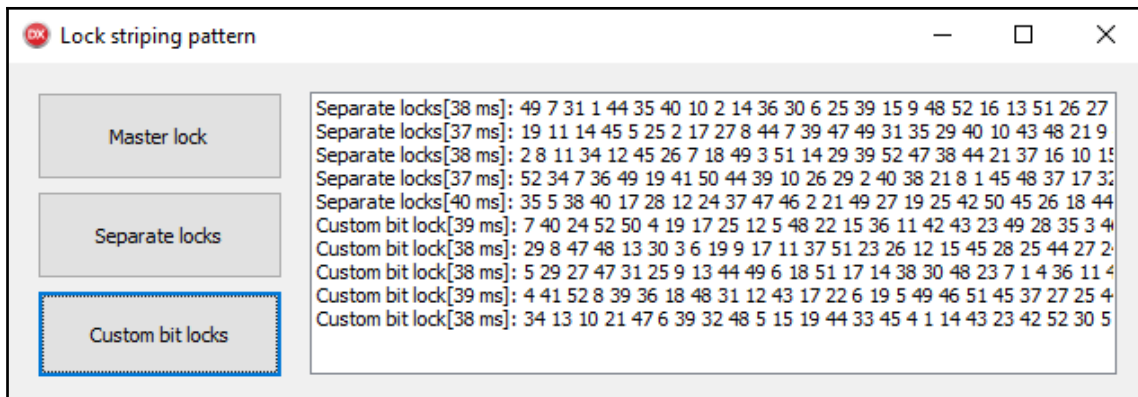 DX Lock striping pattern
Master lock
Separate locks
Custom bit locks
Separate locks[38 ms]: 49 7 31 1 44 35 40 10 2 14 36 30 6 25 39 15 9 48 52 16 13 51 26 27
Separate locks[37 ms]: 19 11 14 45 5 25 2 17 27 8 44 7 39 47 49 31 35 29 40 10 43 48 21 9
Separate locks[38 ms]: 2 8 11 34 12 45 26 7 18 49 3 51 14 29 39 52 47 38 44 21 37 16 10
Separate locks[37 ms]: 52 34 7 36 49 19 41 50 44 39 10 26 29 2 40 38 21 8 1 45 48 37 17
Separate locks[40 ms]: 35 5 38 40 17 28 12 24 37 47 46 2 21 49 27 19 25 42 50 45 26 18 44
Custom bit lock[39 ms]: 7 40 24 52 50 4 19 17 25 12 5 48 22 15 36 11 42 43 23 49 28 35 3
Custom bit lock[38 ms]: 29 8 47 48 13 30 3 6 19 9 17 11 37 51 23 26 12 15 45 28 25 44 27
Custom bit lock[38 ms]: 5 29 27 47 31 25 9 13 44 49 6 18 51 17 14 38 30 48 23 7 1 4 36 11
Custom bit lock[39 ms]: 4 41 52 8 39 36 18 48 31 12 43 17 22 6 19 5 49 46 51 45 37 27 25
Custom bit lock[38 ms]: 34 13 10 21 47 6 39 32 48 5 15 19 44 33 45 4 1 14 43 23 42 52 30 5